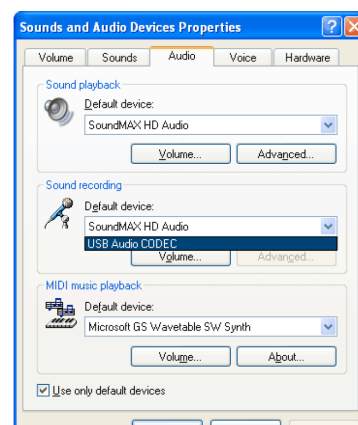 Sounds and Audio Devices Properties
Volume Sounds Audio Voice Hardware
Sound playback
Default device:
SoundMAX HD Audio
Volume... Advanced...
Sound recording
Default device:
SoundMAX HD Audio
USB Audio CODEC
Volume... Advanced...
MIDI music playback
Default device:
Microsoft GS Wavetable SW Synth
Volume... About...
Use only default devices